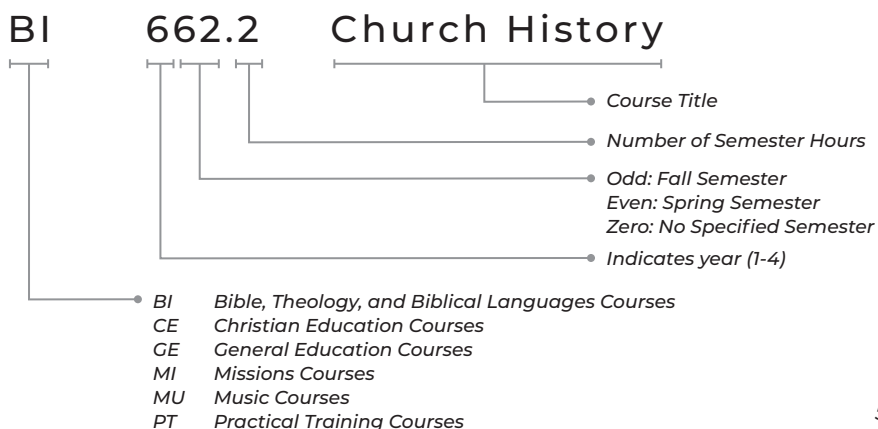 BI 662.2 Church History
Course Title
Number of Semester Hours
Odd: Fall Semester
Even: Spring Semester
Zero: No Specified Semester
Indicates year (1-4)
BI Bible, Theology, and Biblical Languages Courses
CE Christian Education Courses
GE General Education Courses
MI Missions Courses
MU Music Courses
PT Practical Training Courses